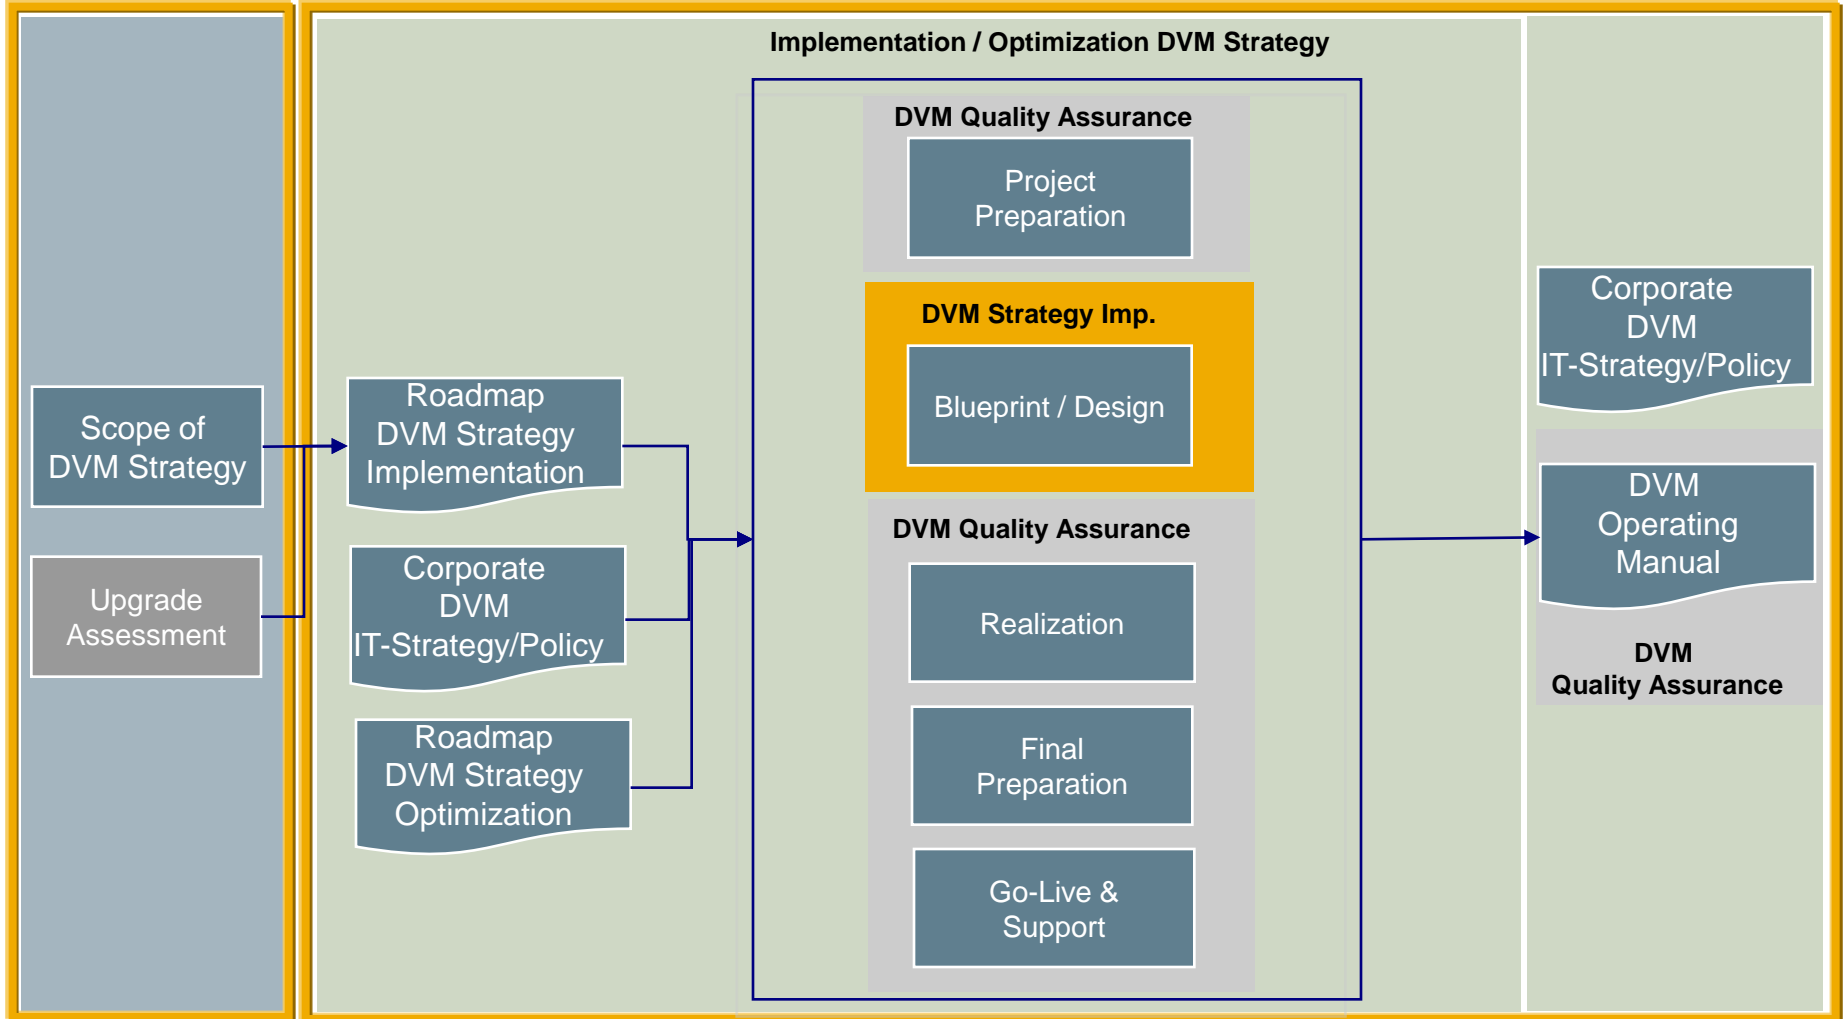 Implementation / Optimization DVM Strategy
Scope of
DVM Strategy
Upgrade
Assessment
Roadmap
DVM Strategy
Implementation
Corporate
DVM
IT-Strategy/Policy
Roadmap
DVM Strategy
Optimization
DVM Quality Assurance
Project
Preparation
DVM Strategy Imp.
Blueprint / Design
DVM Quality Assurance
Realization
Final
Preparation
Go-Live &
Support
Corporate
DVM
IT-Strategy/Policy
DVM
Operating
Manual
DVM
Quality Assurance